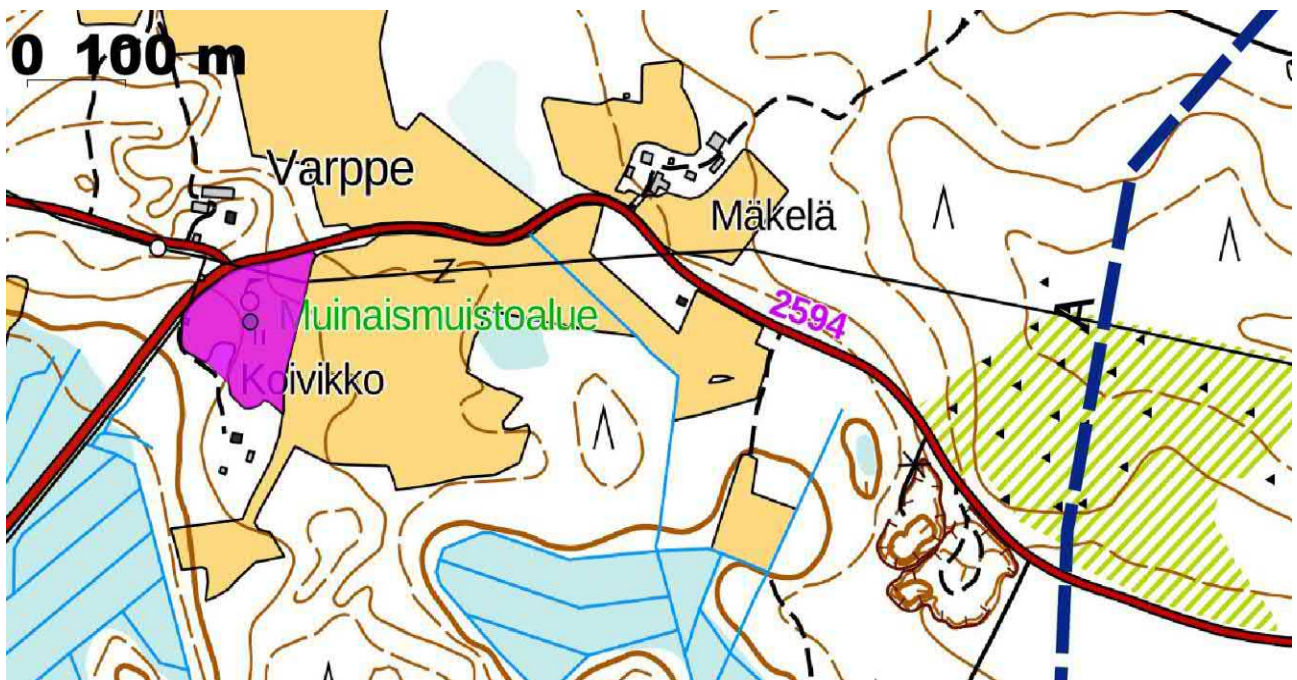 0 100 m
Varppe
Mäkelä
Z
Muinaismuistoalue
2594
A
Koivikko